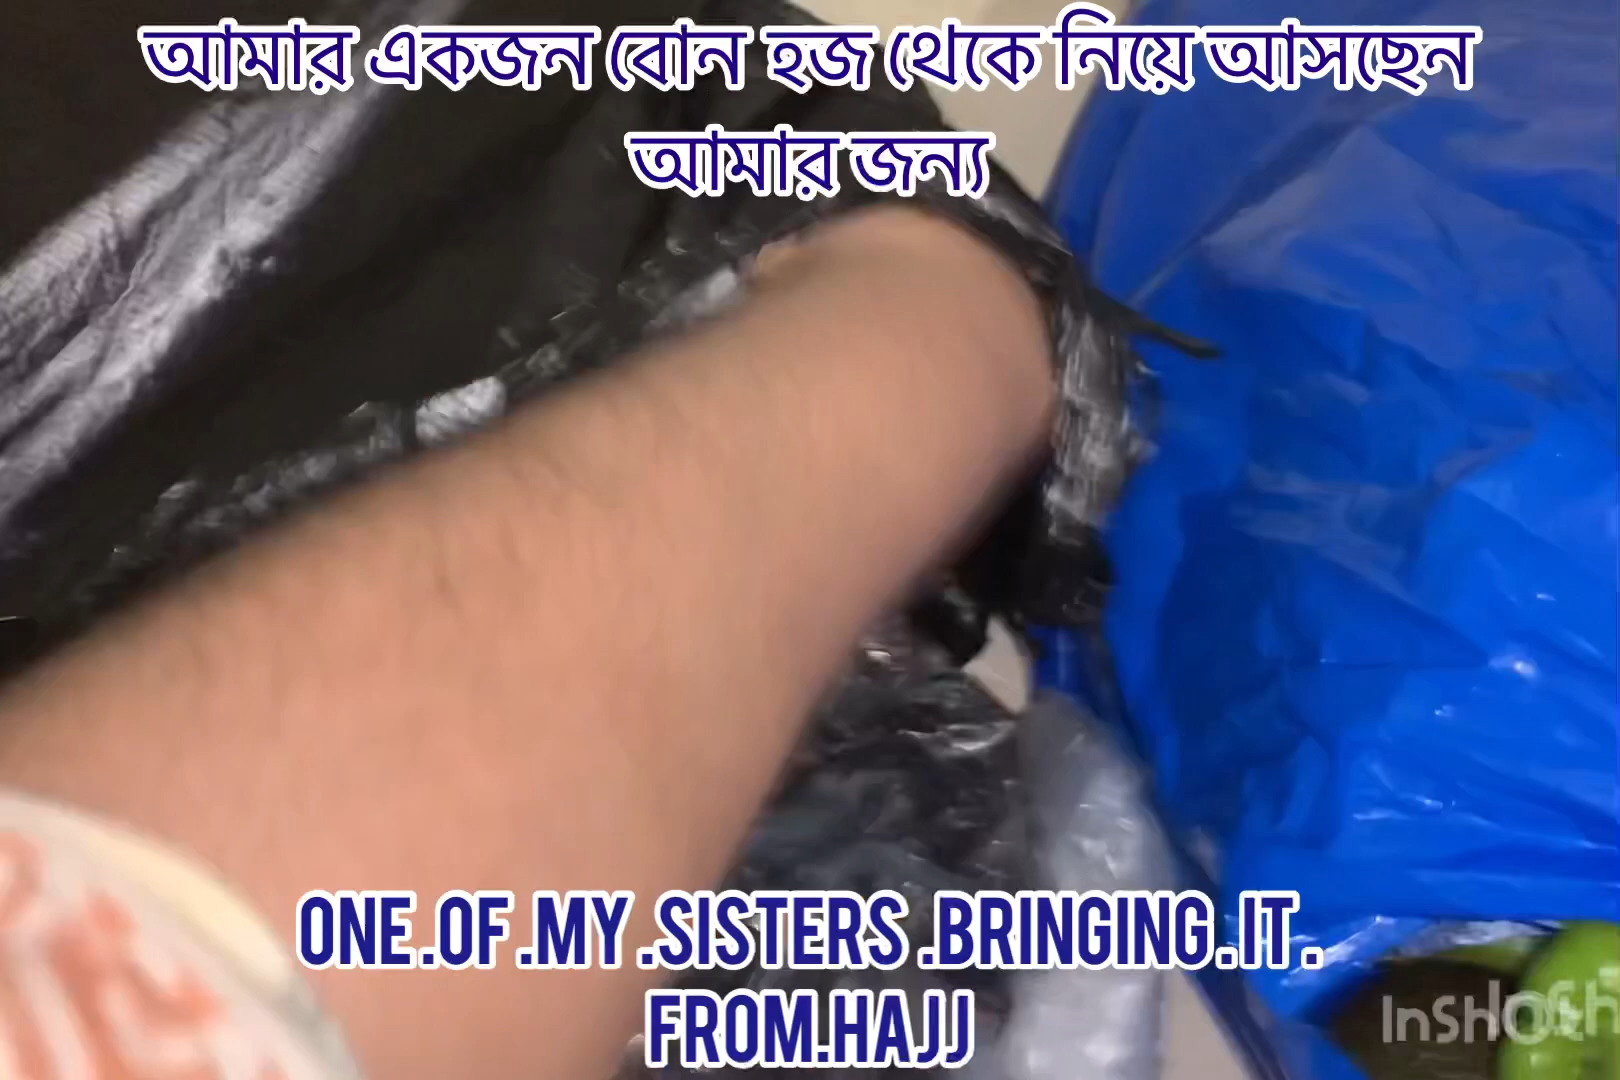 আমার একজন বোন হজ থেকে নিয়ে আসছেন
আমার জন্য
ONE.OF.MY.SISTERS.BRINGING.IT.
FROM.HAJJ
InShOt